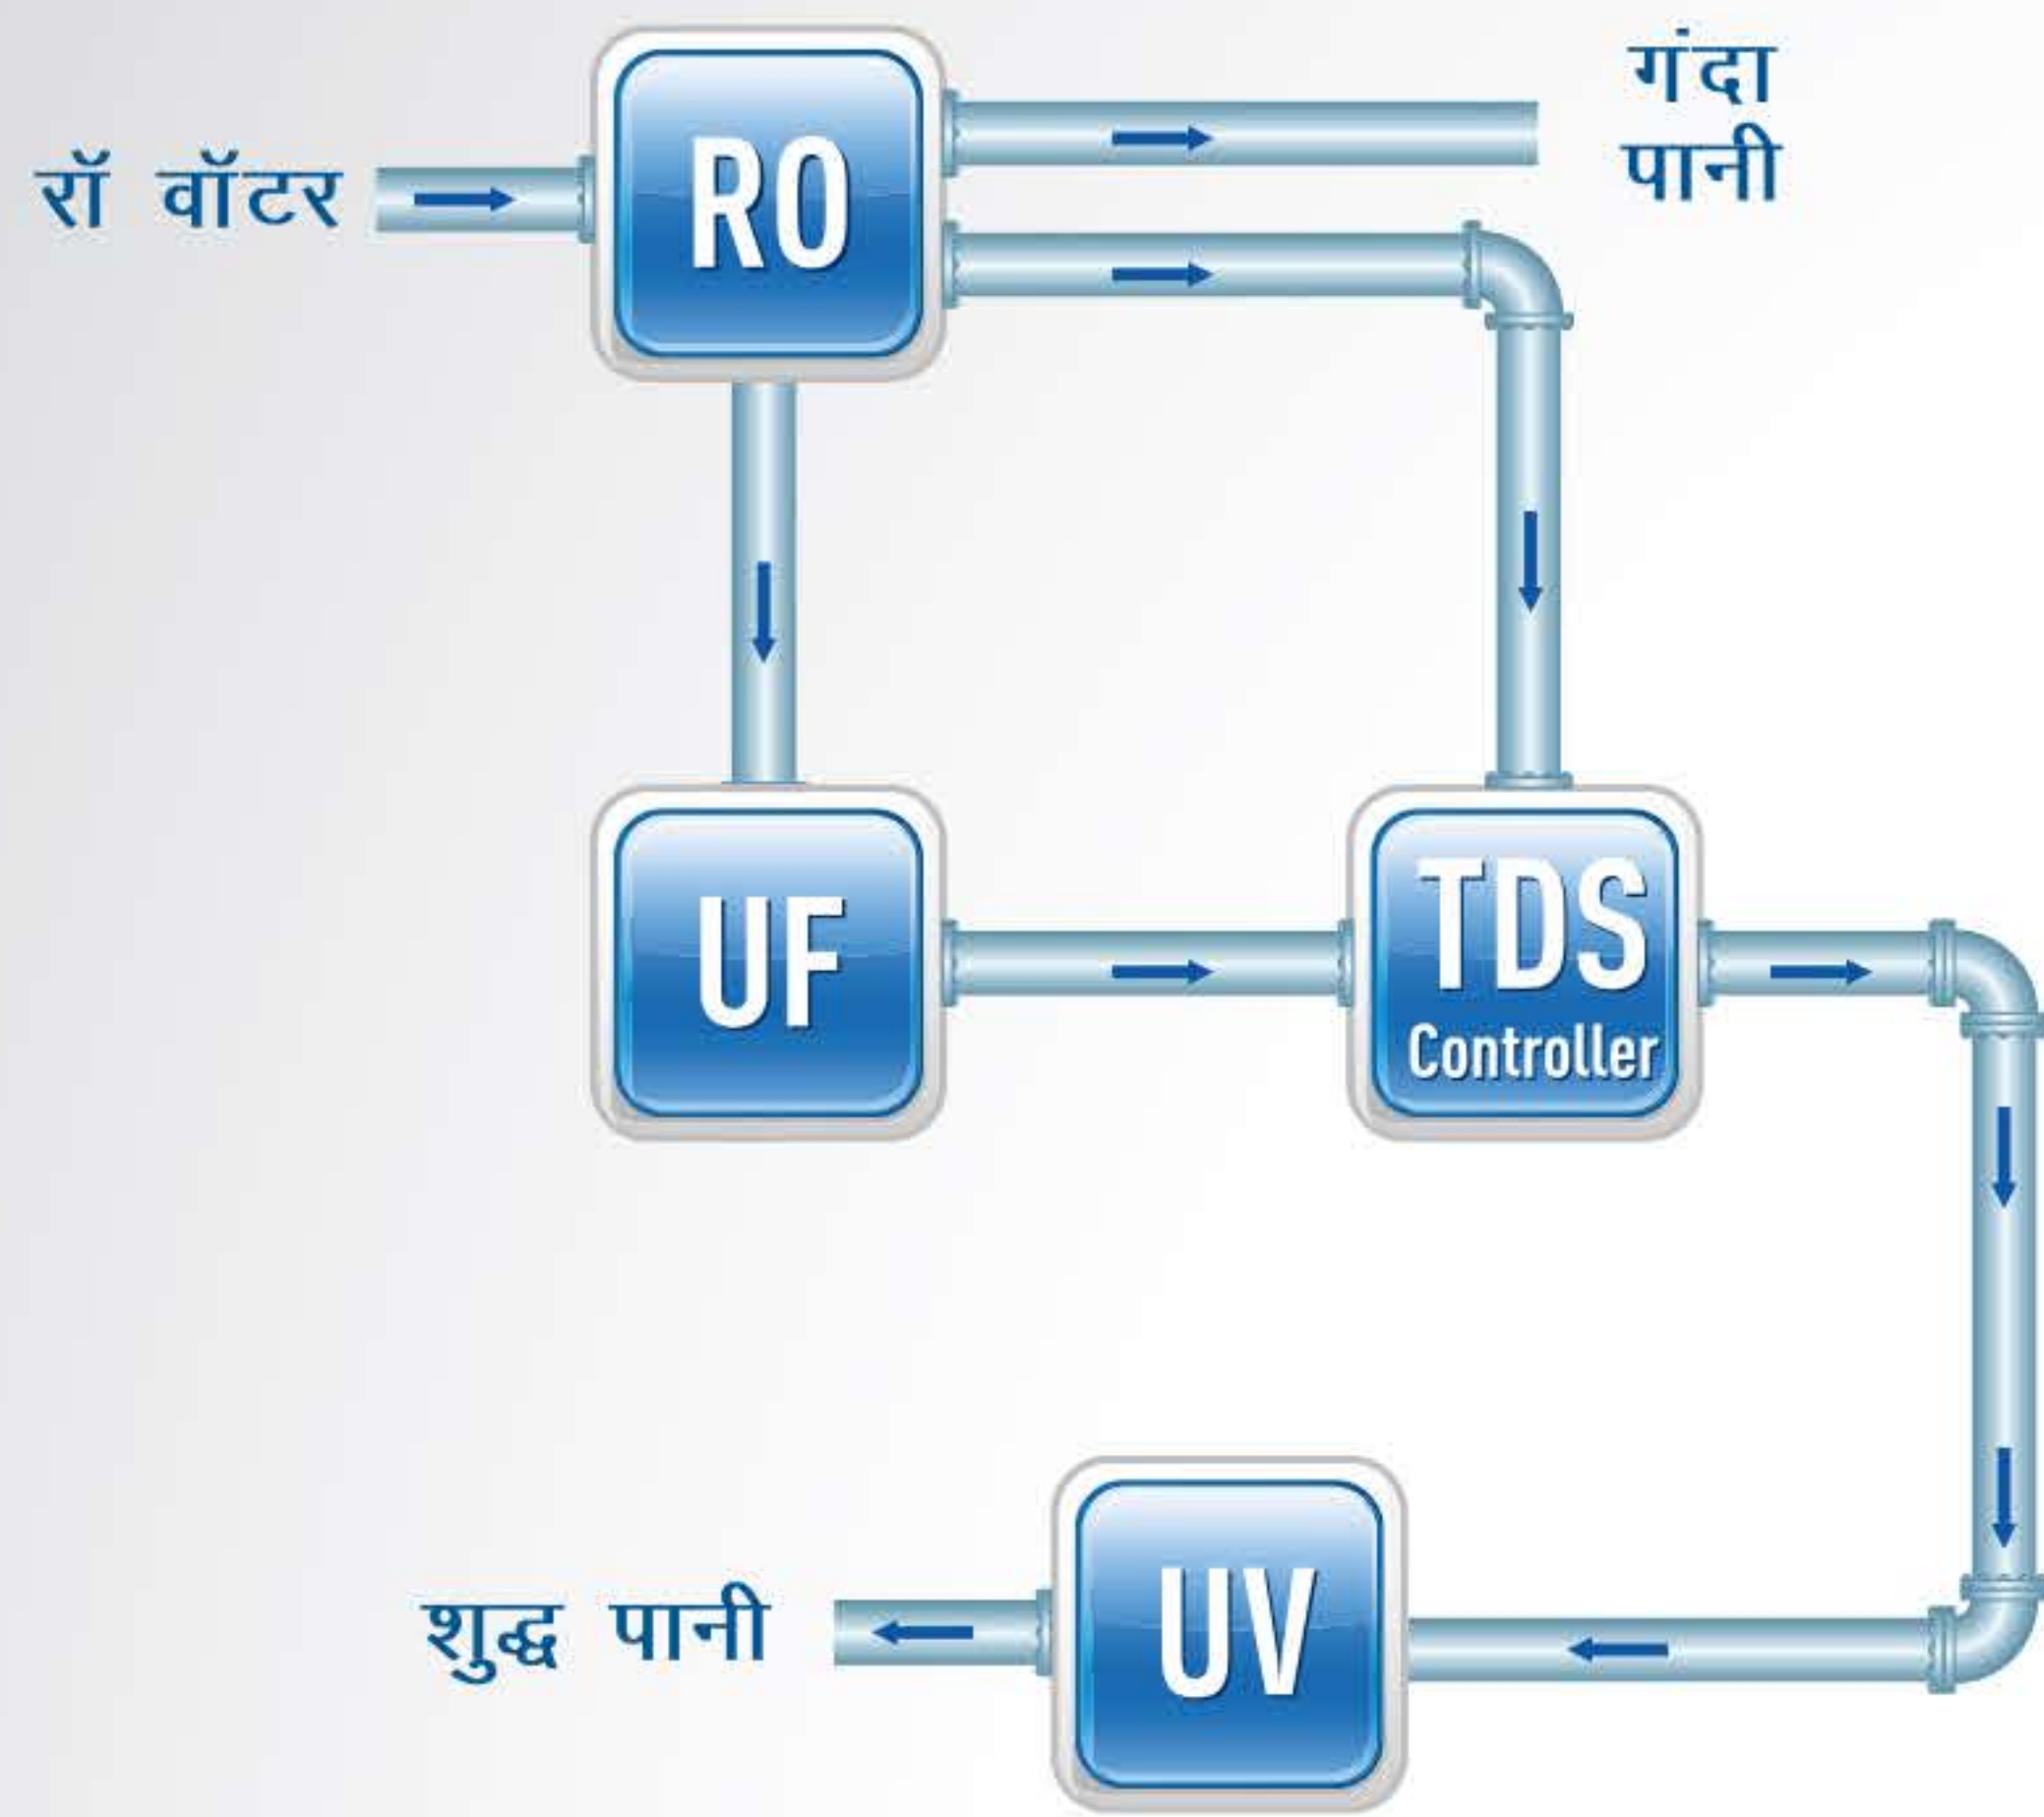 गंदा
पानी
रॉ वॉटर
RO
UF
TDS
Controller
शुद्ध पानी
UV